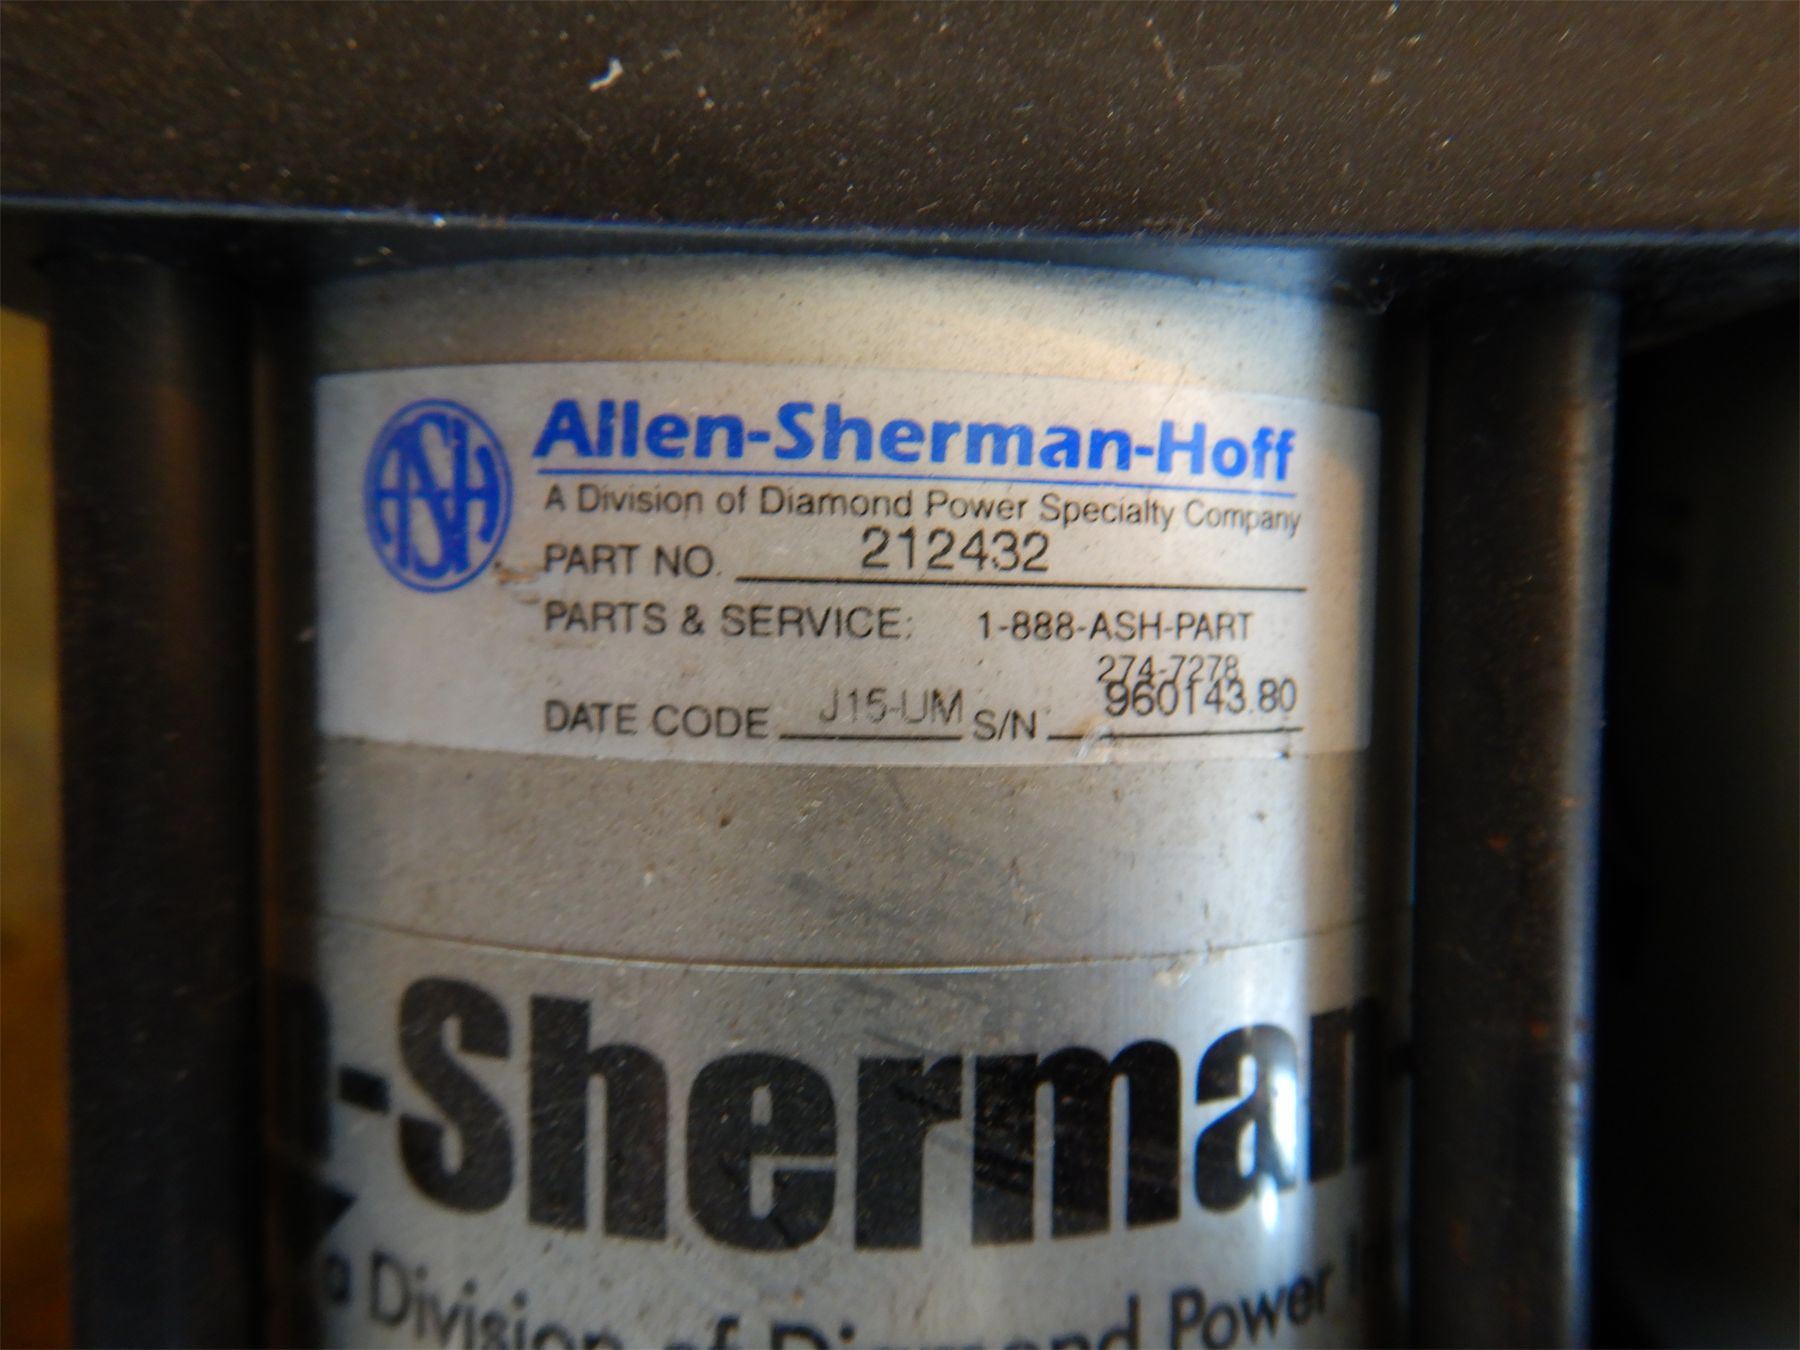 ASH
Allen-Sherman-Hoff
A Division of Diamond Power Specialty Company
PART NO. 212432
PARTS & SERVICE: 1-888-ASH-PART
274-7278
DATE CODE J15-UM S/N 960143.80
n-Sherman
a Division of Diamond Power